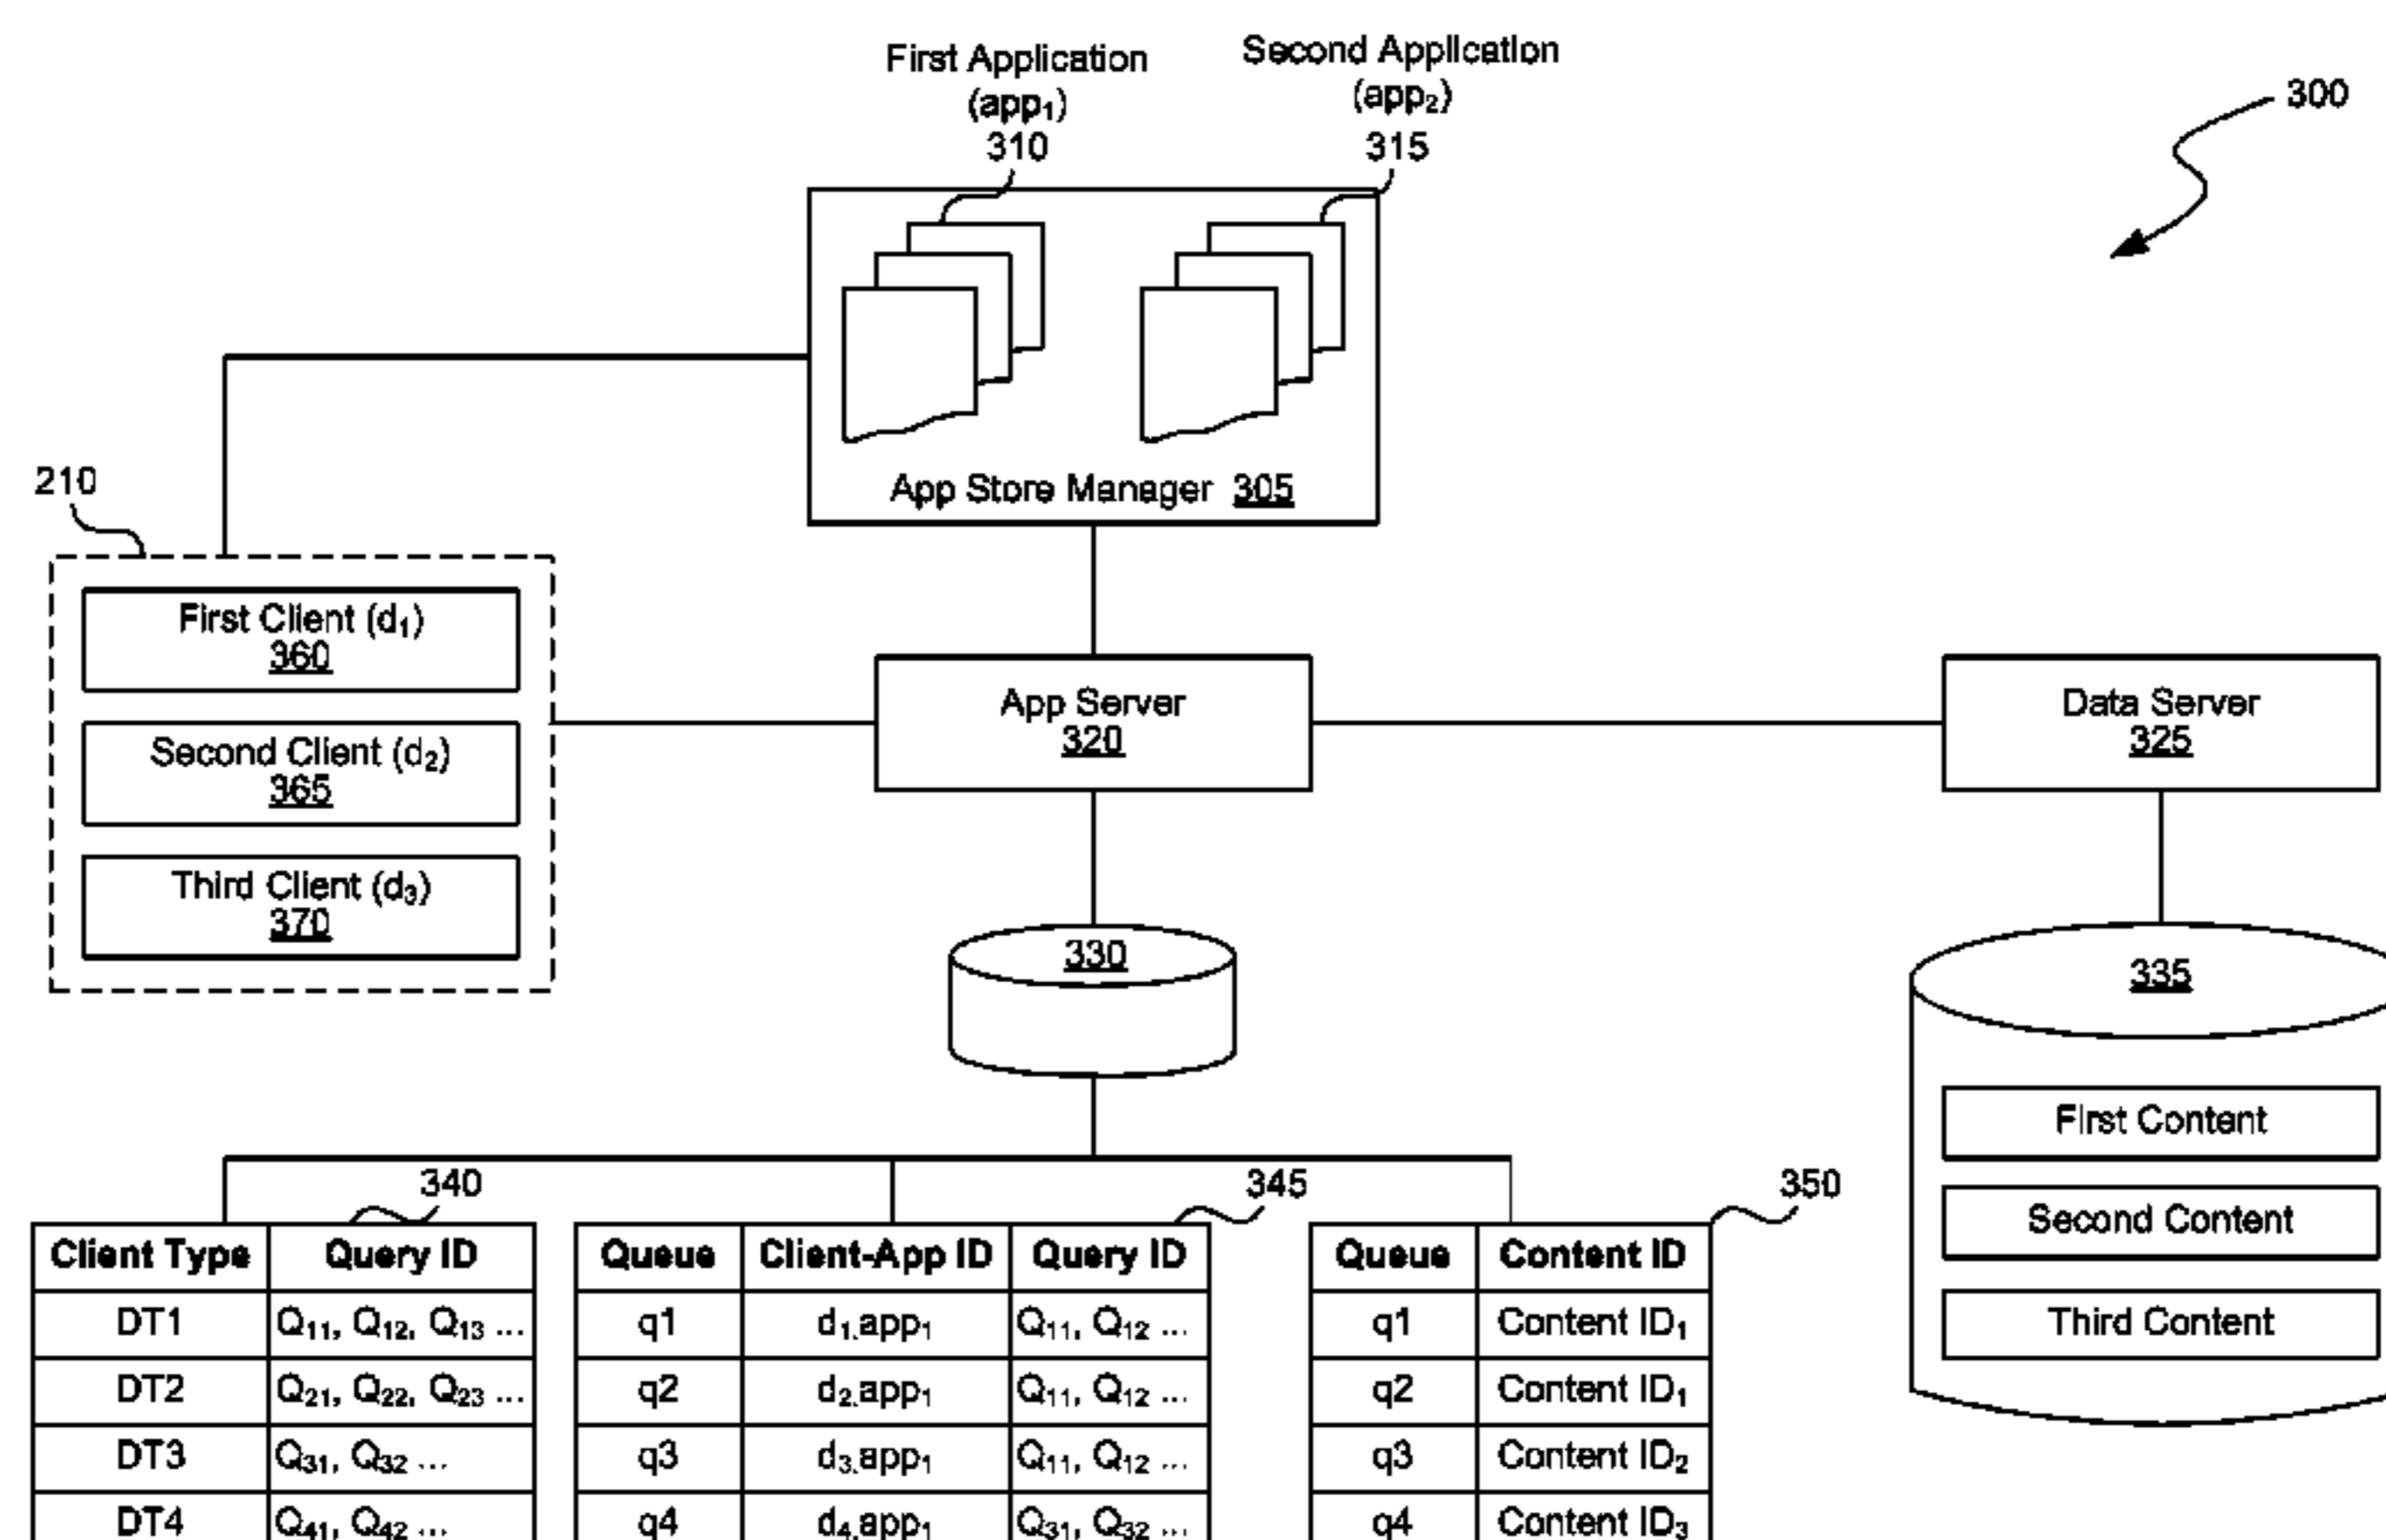 First Application
(app₁)
310
Second Application
(app₂)
315
300
App Store Manager 305
210
First Client (d₁)
360
Second Client (d₂)
365
Third Client (d₃)
370
App Server
320
Data Server
325
330
335
First Content
Second Content
Third Content
340
345
350
Client Type Query ID
DT1 Q₁₁, Q₁₂, Q₁₃ ...
DT2 Q₂₁, Q₂₂, Q₂₃ ...
DT3 Q₃₁, Q₃₂ ...
DT4 Q₄₁, Q₄₂ ...
Queue Client-App ID Query ID
q1 d₁.app₁ Q₁₁, Q₁₂ ...
q2 d₂.app₁ Q₁₁, Q₁₂ ...
q3 d₃.app₁ Q₁₁, Q₁₂ ...
q4 d₄.app₁ Q₃₁, Q₃₂ ...
Queue Content ID
q1 Content ID₁
q2 Content ID₁
q3 Content ID₂
q4 Content ID₃